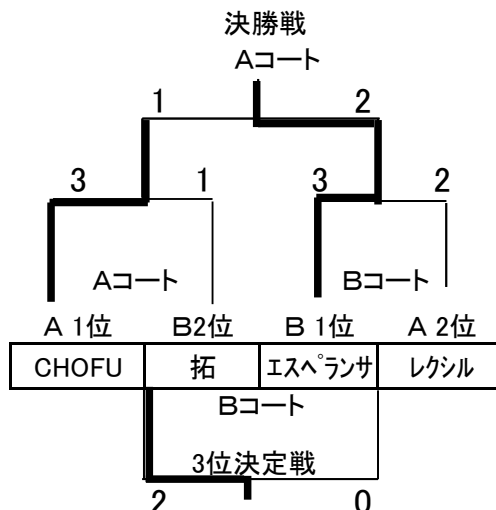 決勝戦
Aコート
1 2
3 1 3 2
Aコート Bコート
A 1位 B2位 B 1位 A 2位
CHOFU 拓 エスペランサ レクシル
Bコート
3位決定戦
2 0